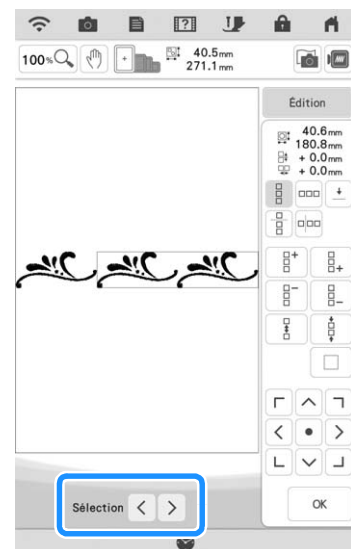 100% 40.5mm
271.1mm
Édition
40.6mm
180.8mm
+ 0.0mm
+ 0.0mm
Sélection < >
OK